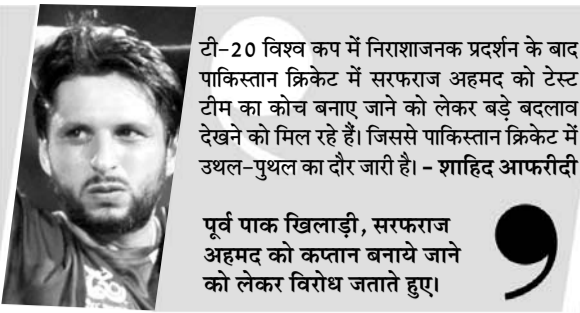 टी-20 विश्व कप में निराशाजनक प्रदर्शन के बाद
पाकिस्तान क्रिकेट में सरफराज अहमद को टेस्ट
टीम का कोच बनाए जाने को लेकर बड़े बदलाव
देखने को मिल रहे हैं। जिससे पाकिस्तान क्रिकेट में
उथल-पुथल का दौर जारी है। - शाहिद आफरीदी
पूर्व पाक खिलाड़ी, सरफराज
अहमद को कप्तान बनाये जाने
को लेकर विरोध जताते हुए।